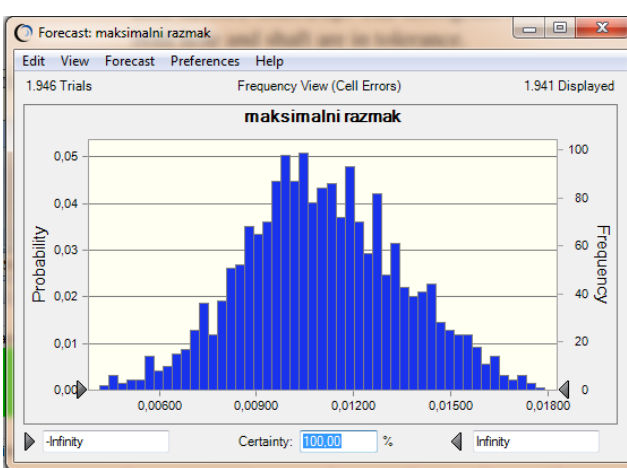 Forecast: maksimalni razmak
Edit View Forecast Preferences Help
1.946 Trials Frequency View (Cell Errors) 1.941 Displayed
maksimalni razmak
0,05
0,04
0,03
0,02
0,01
0,00
Probability
100
80
60
40
20
0
Frequency
0,00600 0,00900 0,01200 0,01500 0,01800
-Infinity Certainty: 100,00 % Infinity